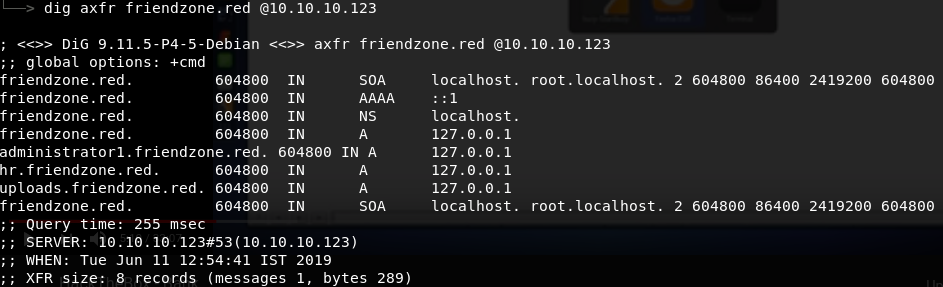 └──> dig axfr friendzone.red @10.10.10.123
; <<>> DiG 9.11.5-P4-5-Debian <<>> axfr friendzone.red @10.10.10.123
;; global options: +cmd
friendzone.red. 604800 IN SOA localhost. root.localhost. 2 604800 86400 2419200 604800
friendzone.red. 604800 IN AAAA ::1
friendzone.red. 604800 IN NS localhost.
friendzone.red. 604800 IN A 127.0.0.1
administrator1.friendzone.red. 604800 IN A 127.0.0.1
hr.friendzone.red. 604800 IN A 127.0.0.1
uploads.friendzone.red. 604800 IN A 127.0.0.1
friendzone.red. 604800 IN SOA localhost. root.localhost. 2 604800 86400 2419200 604800
;; Query time: 255 msec
;; SERVER: 10.10.10.123#53(10.10.10.123)
;; WHEN: Tue Jun 11 12:54:41 IST 2019
;; XFR size: 8 records (messages 1, bytes 289)